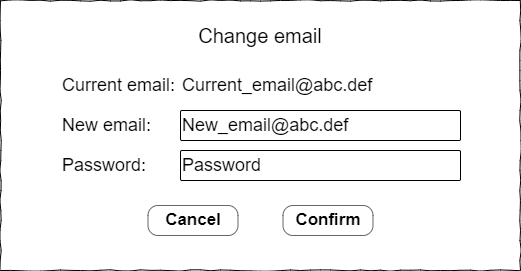 Change email
Current email: Current_email@abc.def
New email: New_email@abc.def
Password: Password
Cancel Confirm